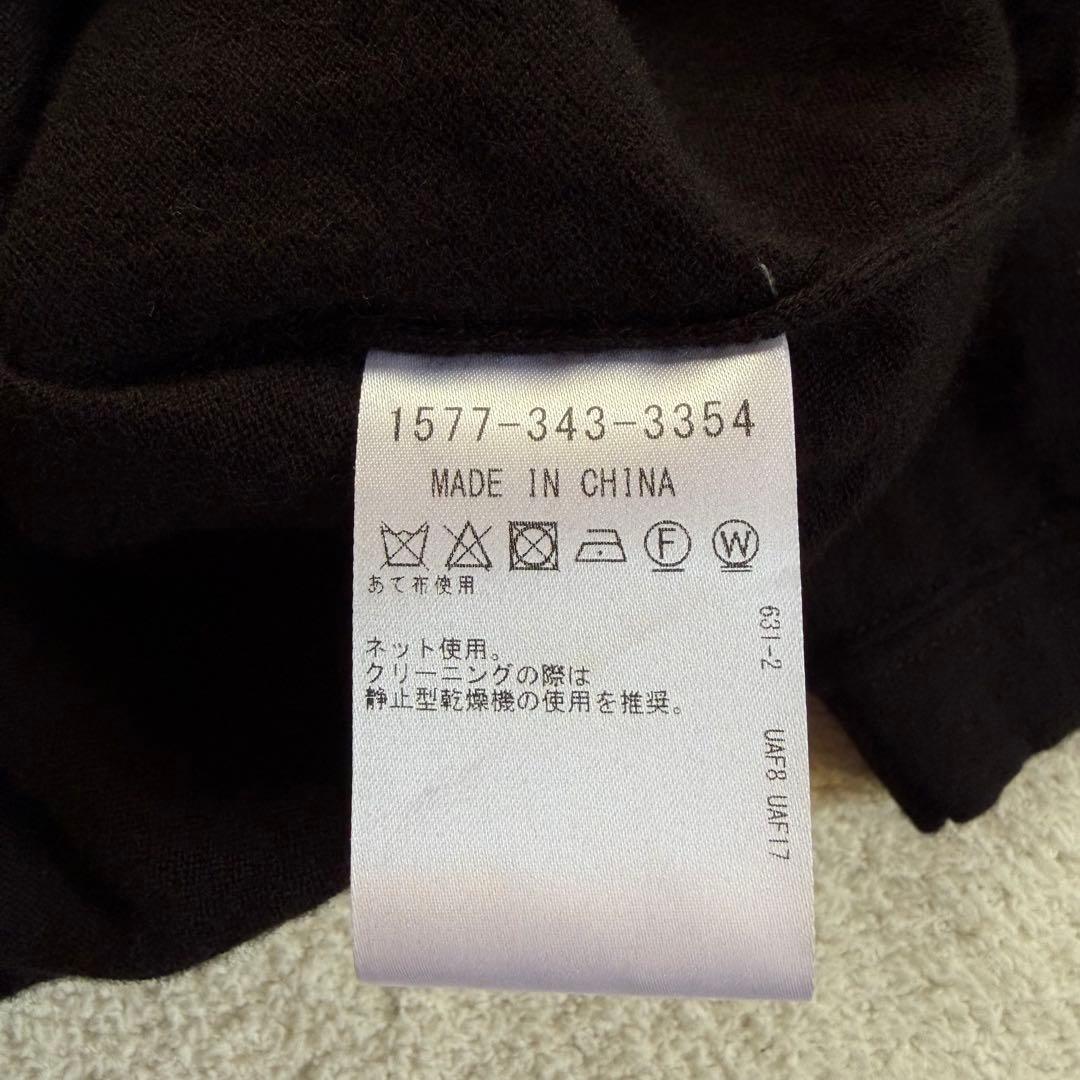 1577-343-3354
MADE IN CHINA
F W
あて布使用
ネット使用。
クリーニングの際は
静止型乾燥機の使用を推奨。
631-2 UAF8 UAF17